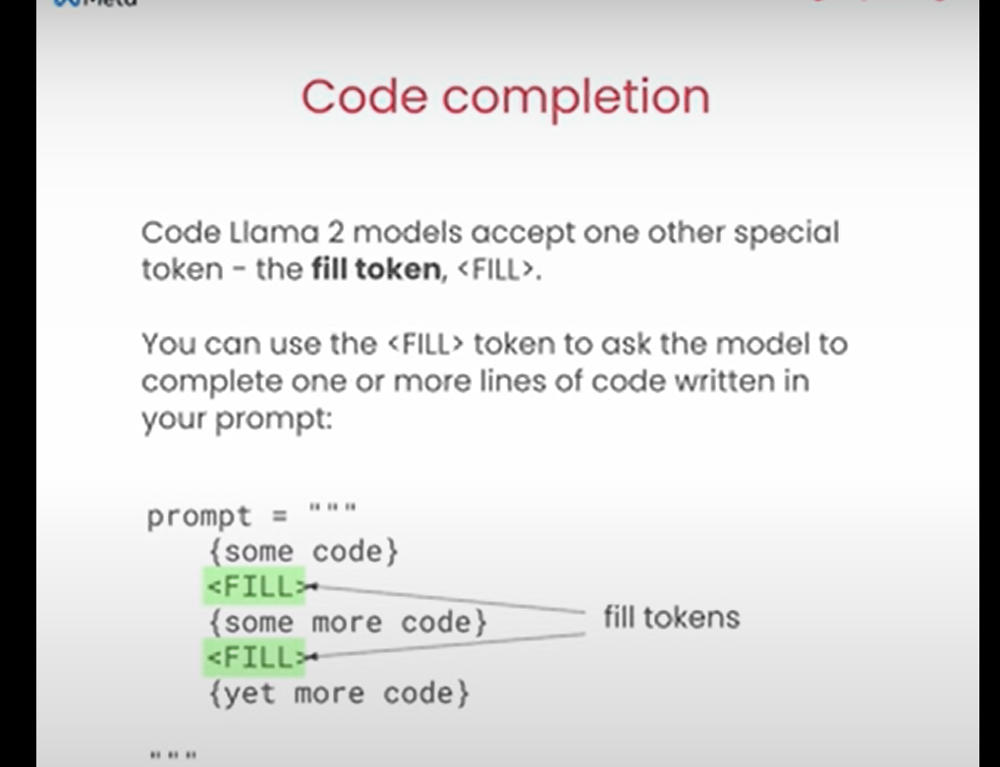 Meta
Code completion
Code Llama 2 models accept one other special
token - the fill token, <FILL>.
You can use the <FILL> token to ask the model to
complete one or more lines of code written in
your prompt:
prompt = """
{some code}
<FILL>
{some more code}
<FILL>
{yet more code}
"""
fill tokens